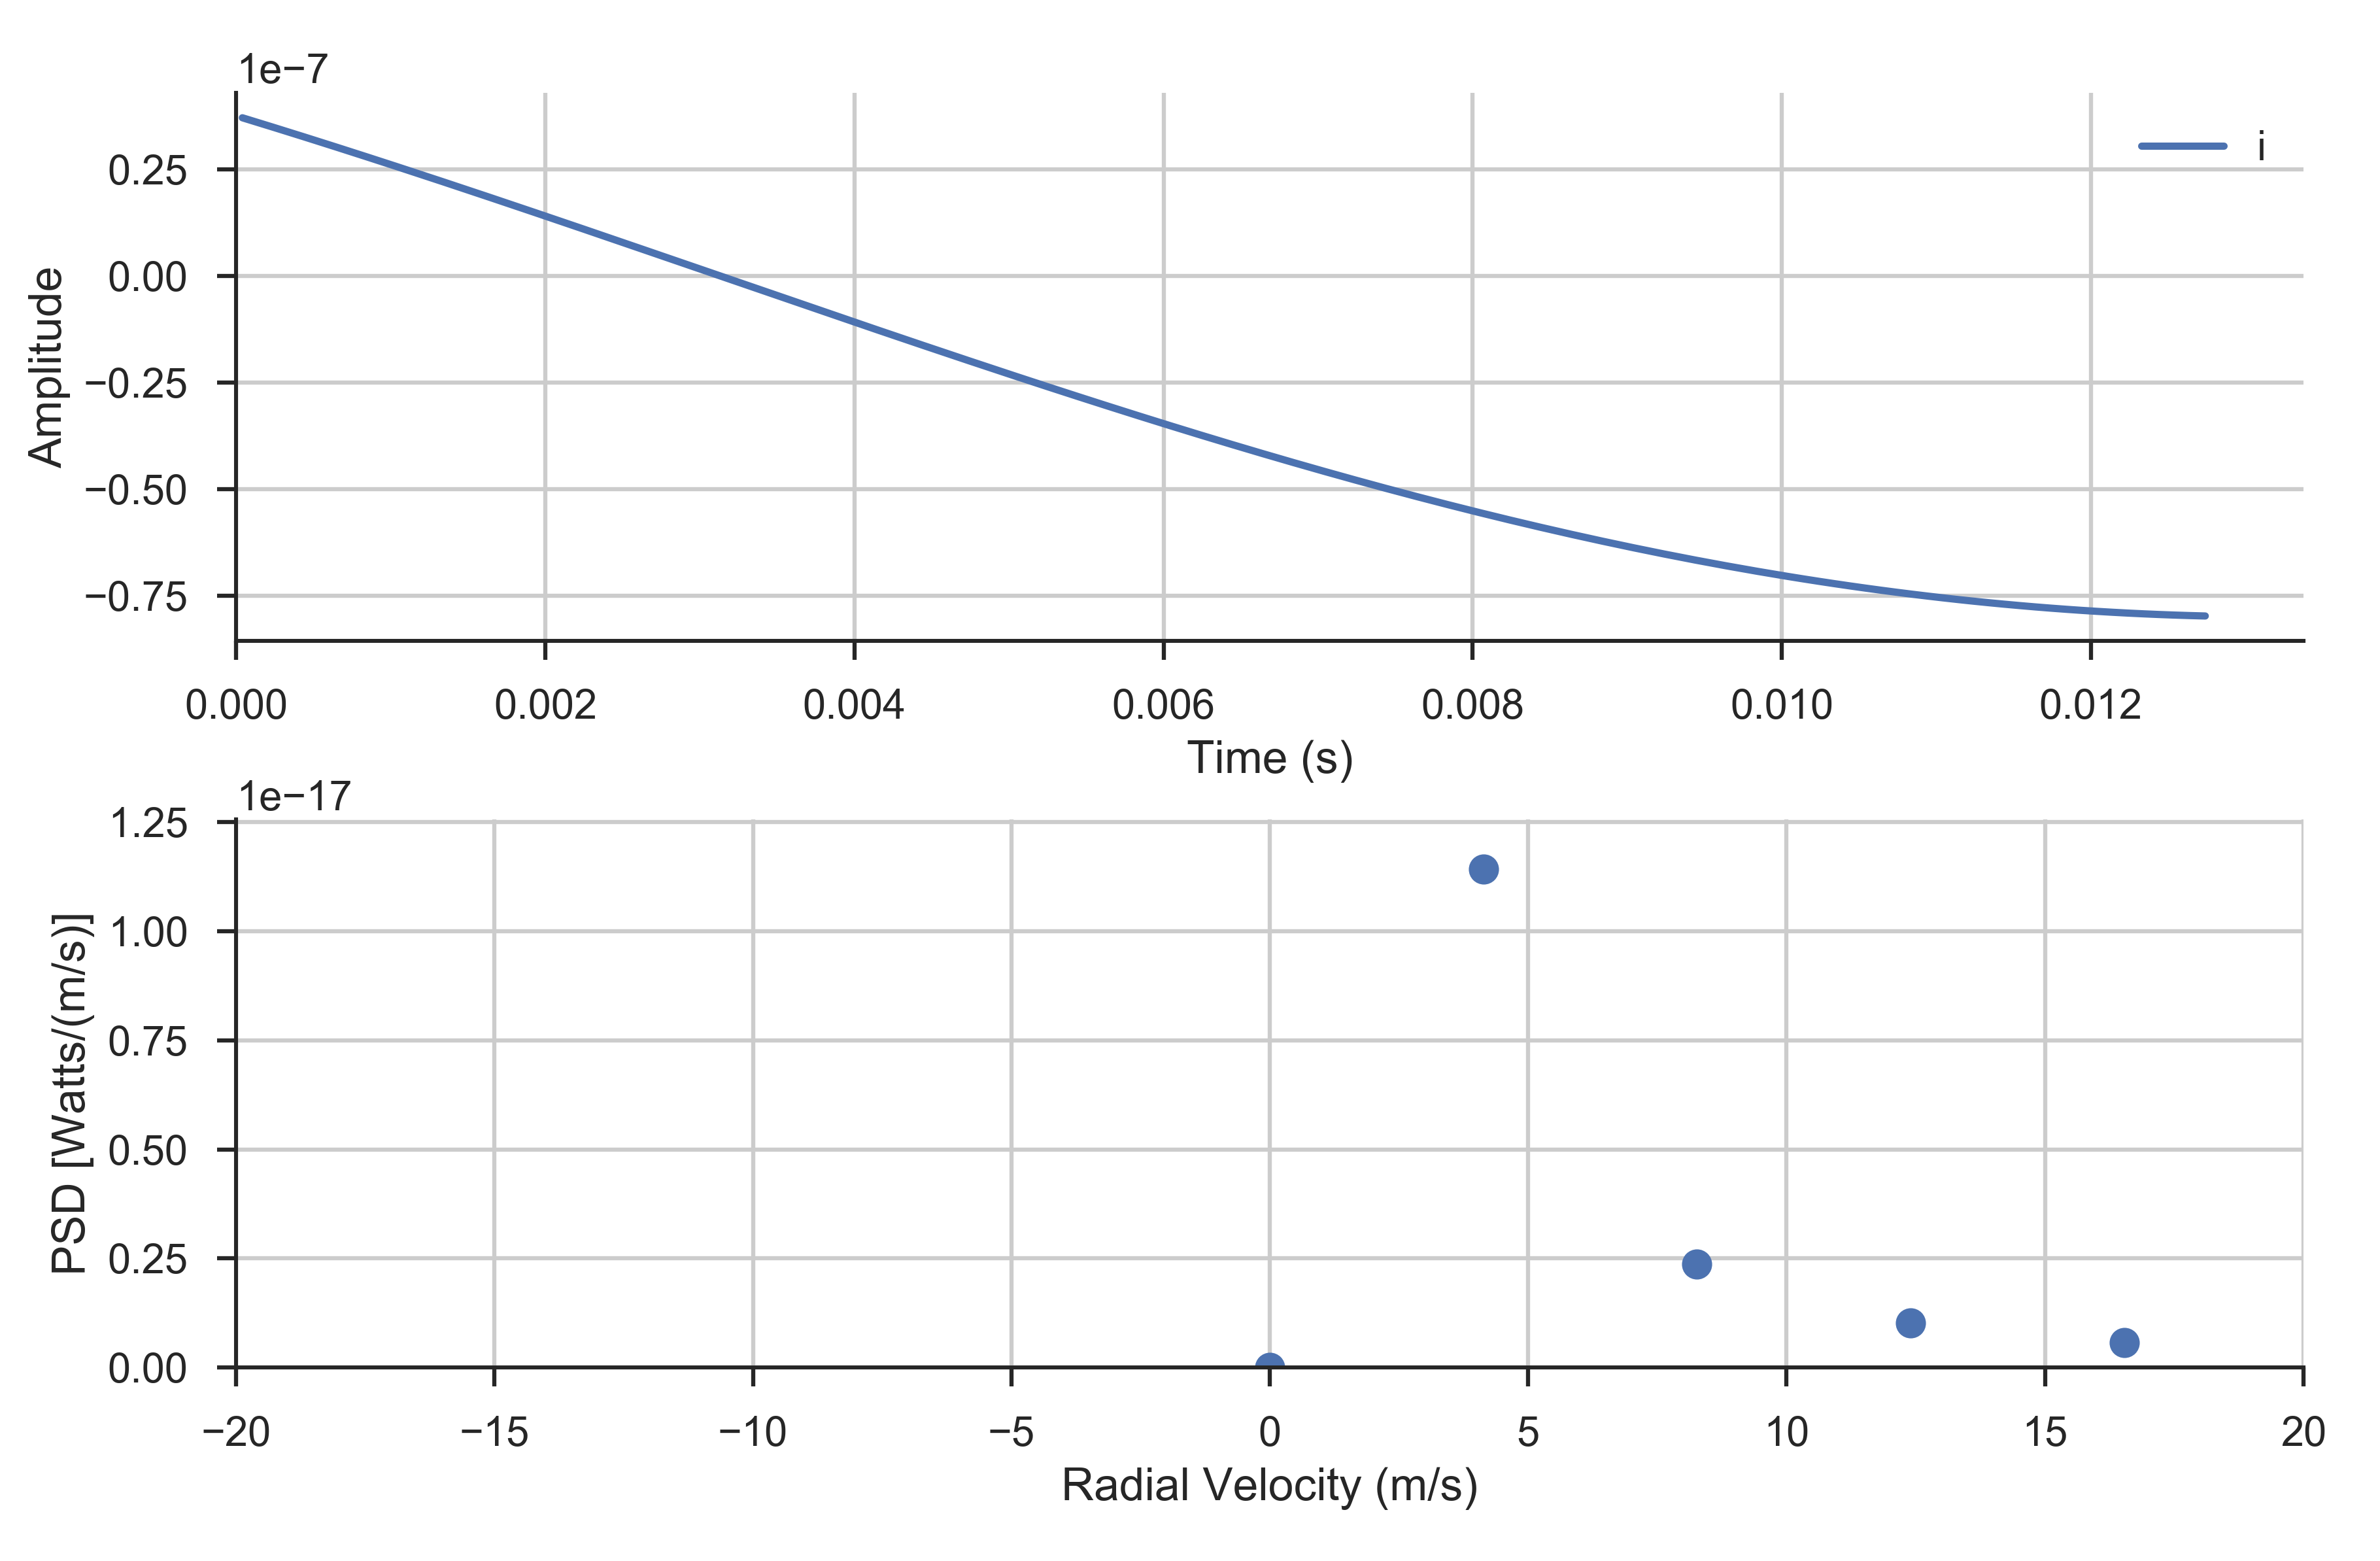 1e−7
i
Amplitude
0.25
0.00
−0.25
−0.50
−0.75
0.000 0.002 0.004 0.006 0.008 0.010 0.012
Time (s)
1e−17
PSD [Watts/(m/s)]
1.25
1.00
0.75
0.50
0.25
0.00
−20 −15 −10 −5 0 5 10 15 20
Radial Velocity (m/s)